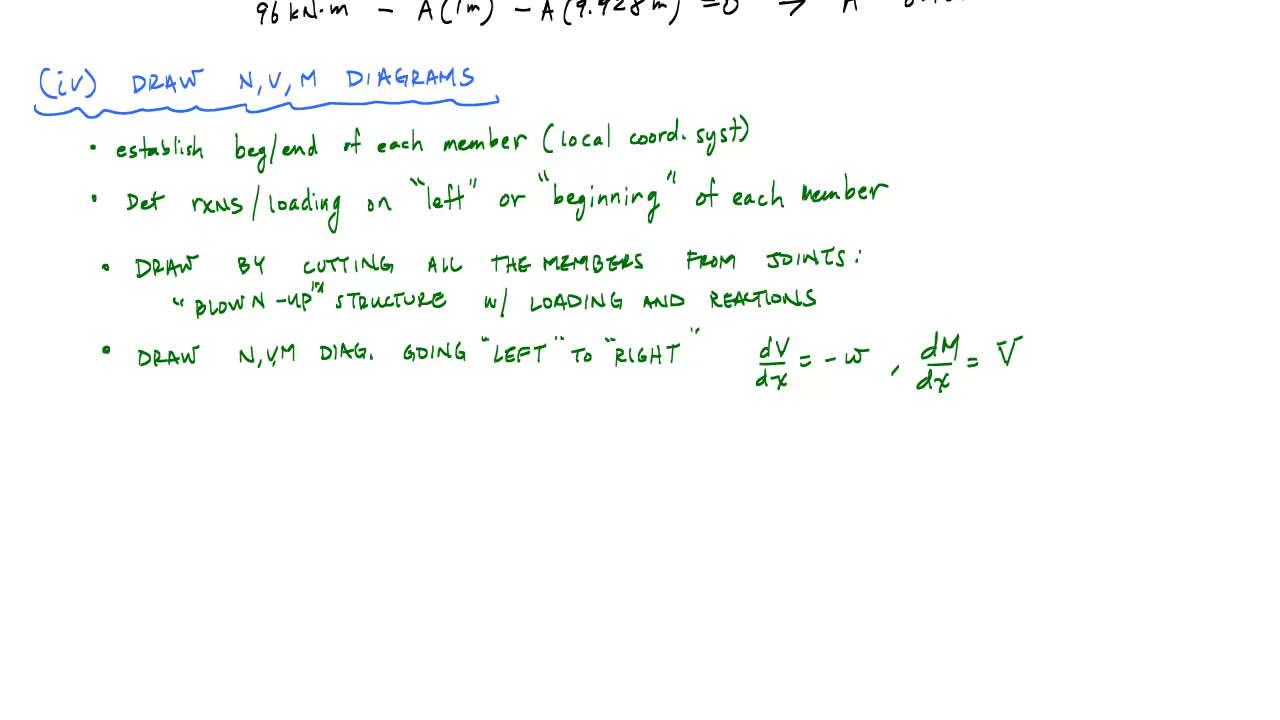 96 kN·m - A(1m) - A(9.928m) = 0 → A
(iv) DRAW N, V, M DIAGRAMS
• establish beg/end of each member (local coord. syst)
• Det rxns/loading on "left" or "beginning" of each member
• DRAW BY CUTTING ALL THE MEMBERS FROM JOINTS:
"BLOWN-UP" STRUCTURE w/ LOADING AND REACTIONS
• DRAW N,V,M DIAG. GOING "LEFT" TO "RIGHT" dV/dx = -w, dM/dx = V